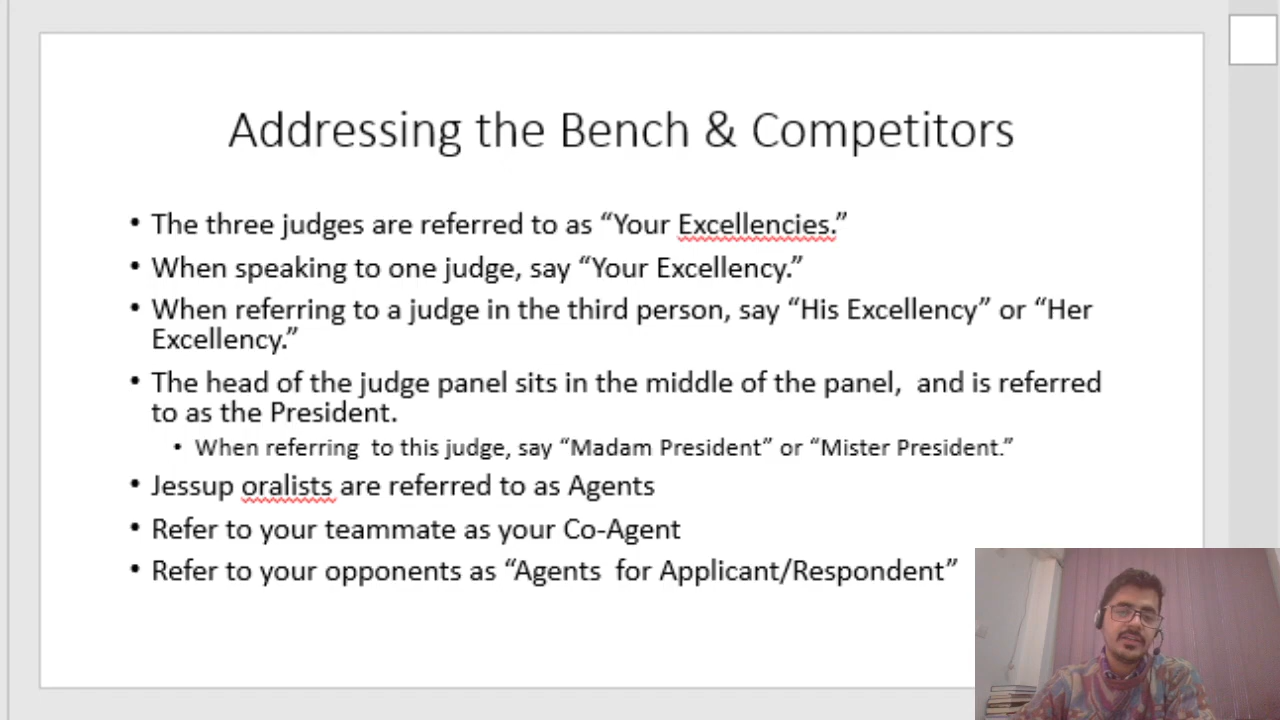 Addressing the Bench & Competitors
• The three judges are referred to as “Your Excellencies.”
• When speaking to one judge, say “Your Excellency.”
• When referring to a judge in the third person, say “His Excellency” or “Her
Excellency.”
• The head of the judge panel sits in the middle of the panel,  and is referred
to as the President.
• When referring  to this judge, say “Madam President” or “Mister President.”
• Jessup oralists are referred to as Agents
• Refer to your teammate as your Co-Agent
• Refer to your opponents as “Agents  for Applicant/Respondent”